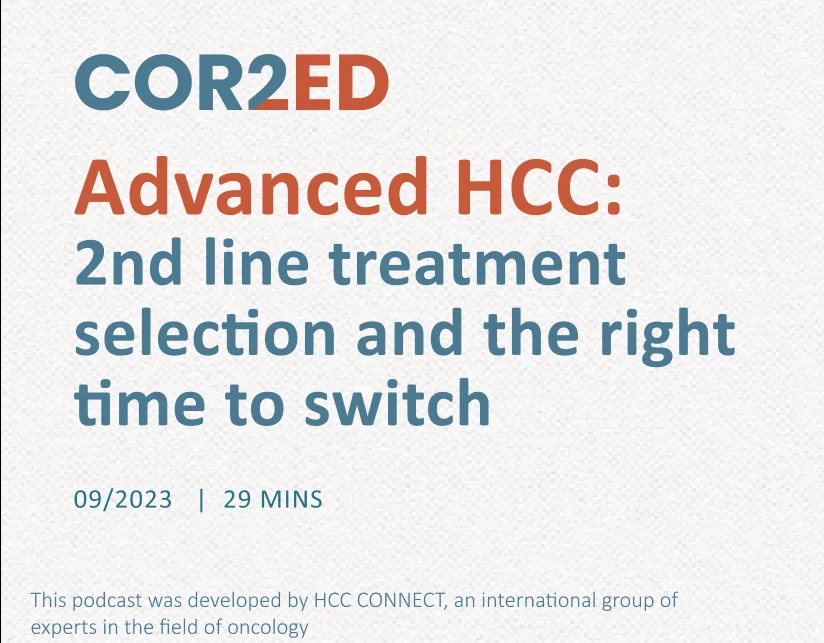 COR2ED
Advanced HCC:
2nd line treatment
selection and the right
time to switch
09/2023 | 29 MINS
This podcast was developed by HCC CONNECT, an international group of
experts in the field of oncology